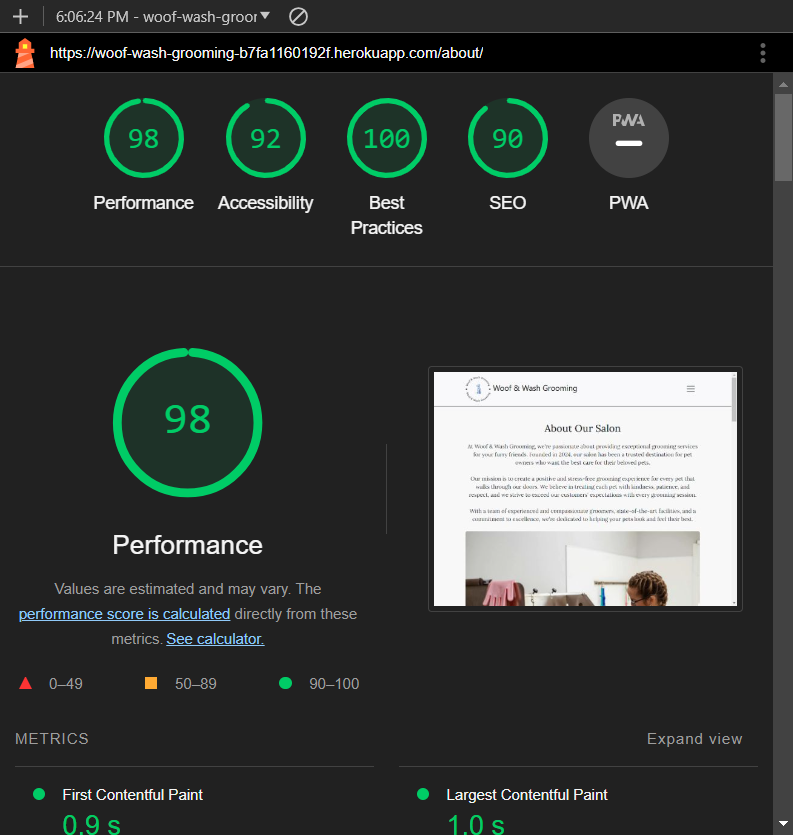 6:06:24 PM - woof-wash-groor
https://woof-wash-grooming-b7fa1160192f.herokuapp.com/about/
98 92 100 90 PWA
Performance Accessibility Best Practices SEO PWA
98
Performance
Values are estimated and may vary. The
performance score is calculated directly from these
metrics. See calculator.
0–49 50–89 90–100
Woof & Wash Grooming
About Our Salon
At Woof & Wash Grooming, we're passionate about providing exceptional grooming services
for your furry friends. Founded in 2024, our salon has been a trusted destination for pet
owners who want the best care for their beloved pets.
Our mission is to create a positive and stress-free grooming experience for every pet that
walks through our doors. We believe in treating each pet with kindness, patience, and
respect, and we strive to exceed our customers' expectations with every grooming session.
With a team of experienced and compassionate groomers, state-of-the-art facilities, and a
commitment to excellence, we're dedicated to helping your pets look and feel their best.
METRICS
Expand view
First Contentful Paint
0.9 s
Largest Contentful Paint
1.0 s